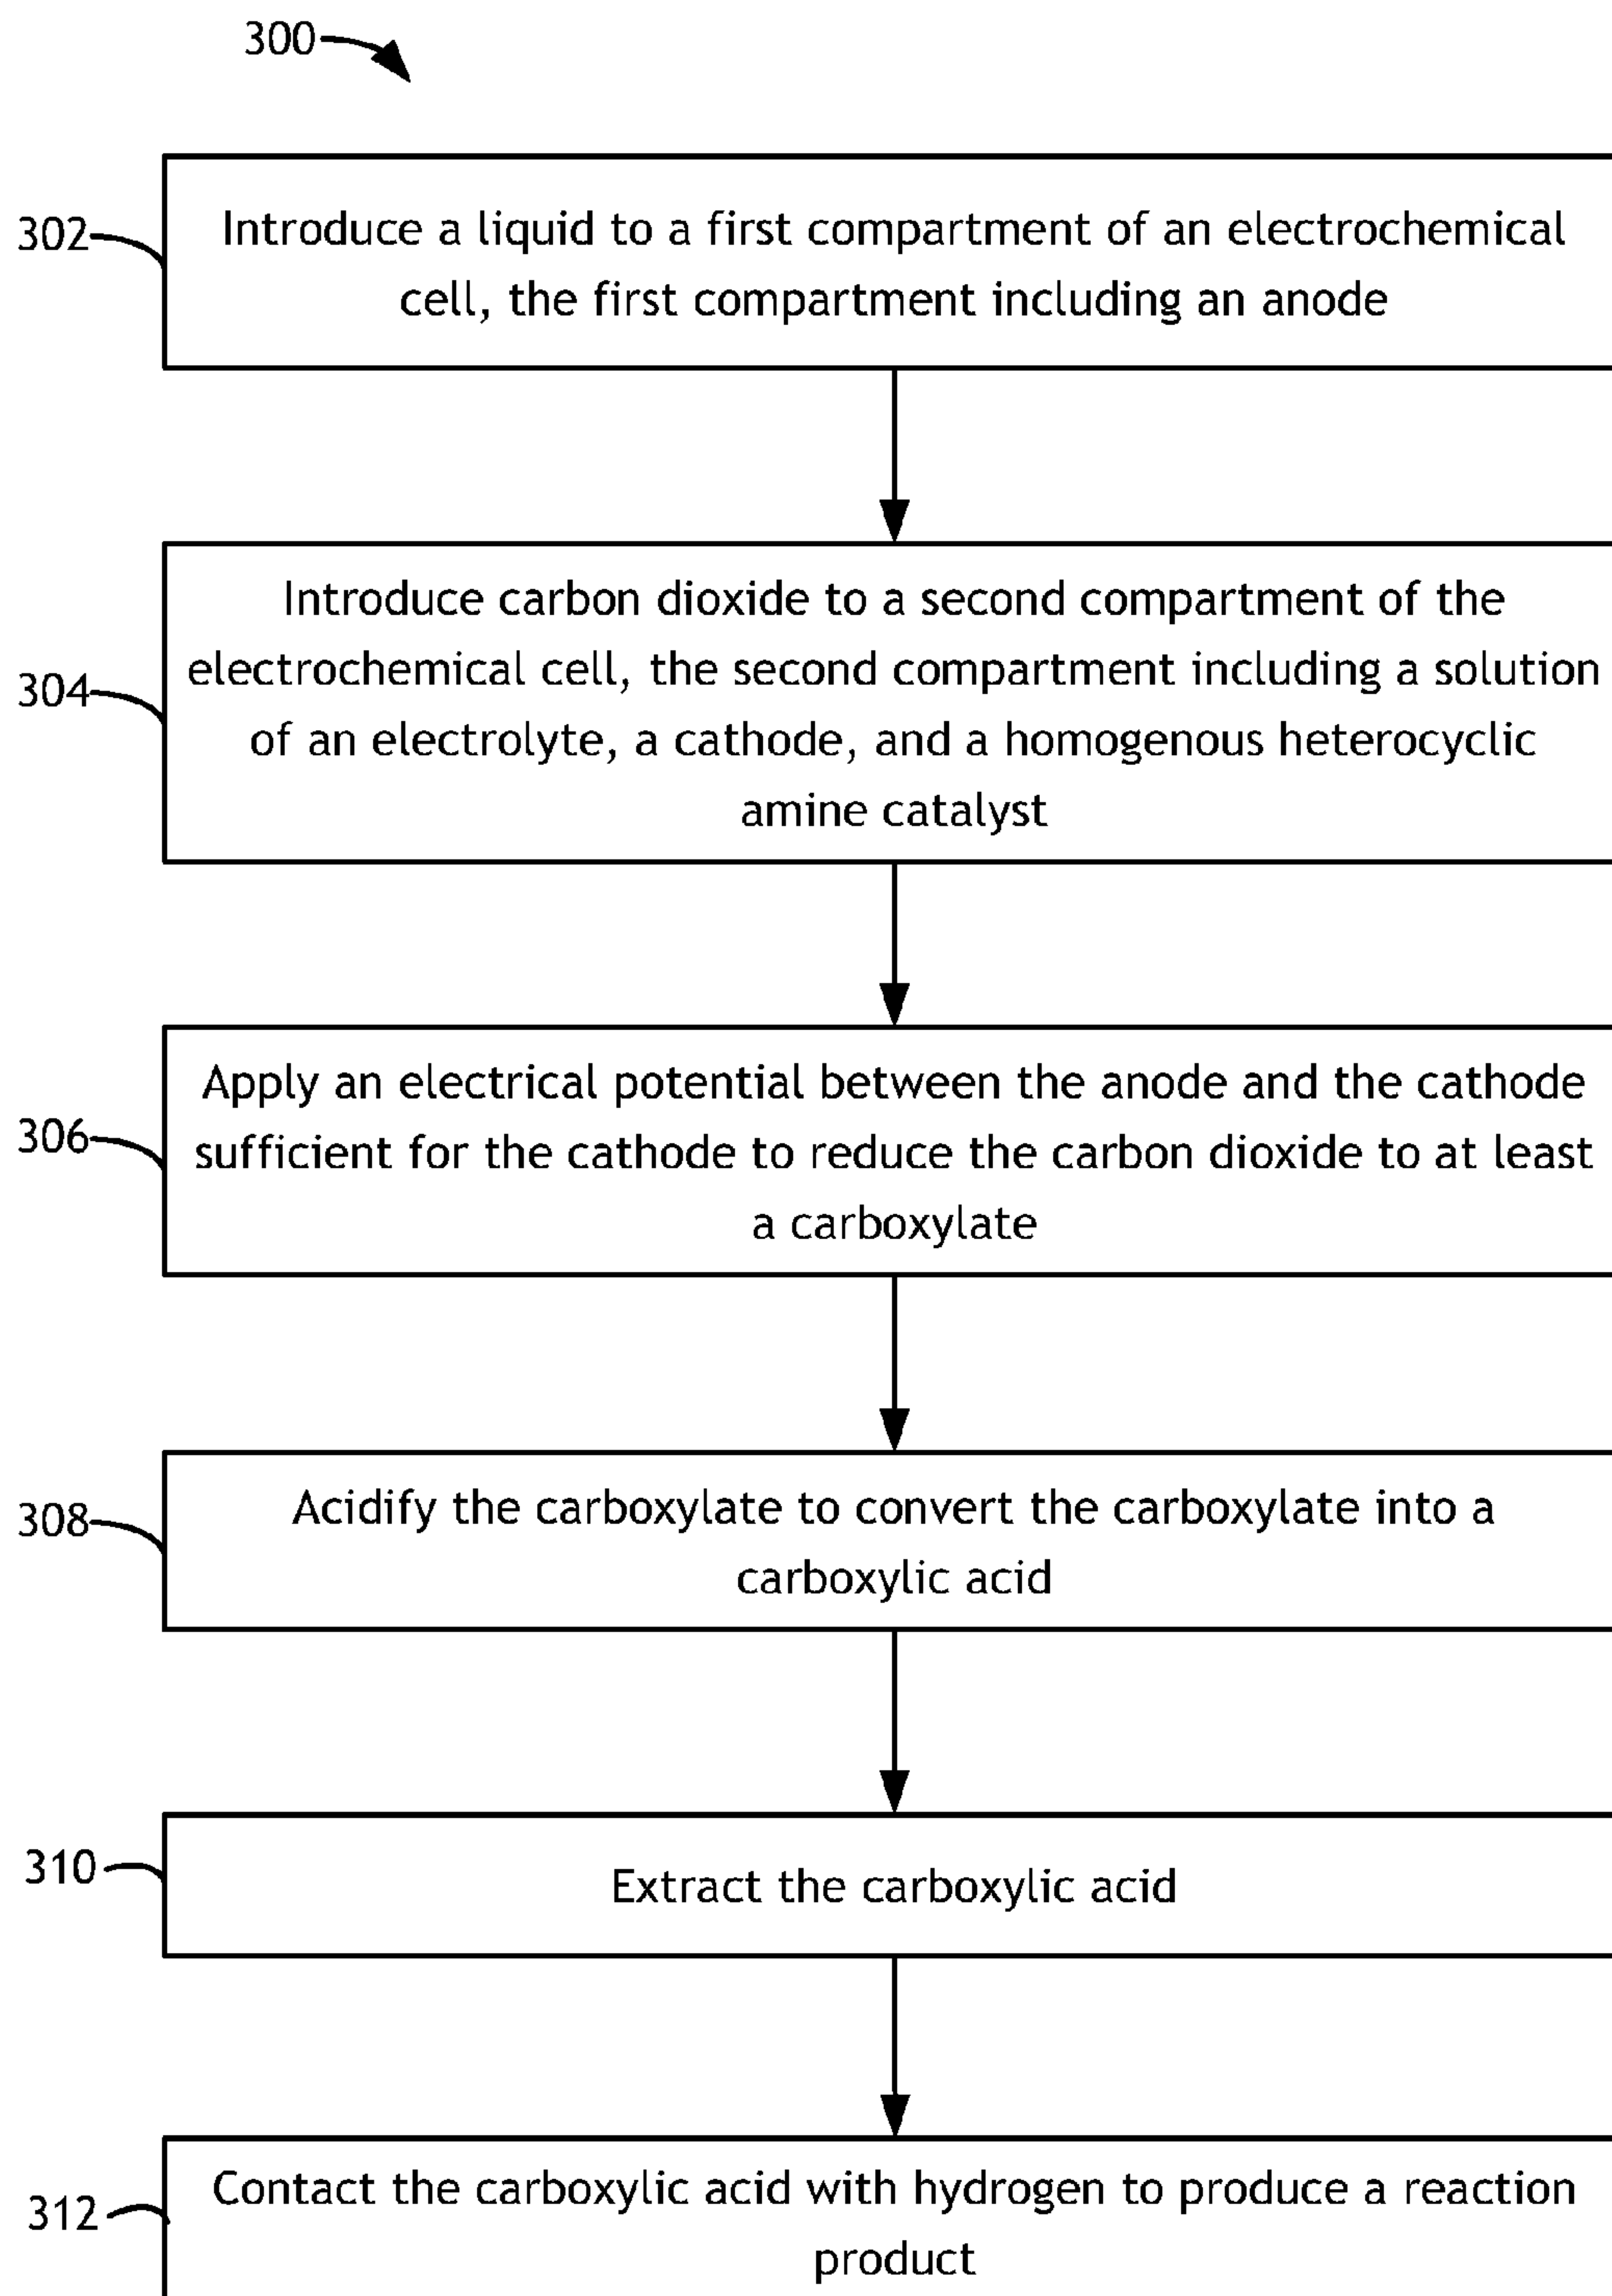 300
302
Introduce a liquid to a first compartment of an electrochemical
cell, the first compartment including an anode
304
Introduce carbon dioxide to a second compartment of the
electrochemical cell, the second compartment including a solution
of an electrolyte, a cathode, and a homogenous heterocyclic
amine catalyst
306
Apply an electrical potential between the anode and the cathode
sufficient for the cathode to reduce the carbon dioxide to at least
a carboxylate
308
Acidify the carboxylate to convert the carboxylate into a
carboxylic acid
310
Extract the carboxylic acid
312
Contact the carboxylic acid with hydrogen to produce a reaction
product